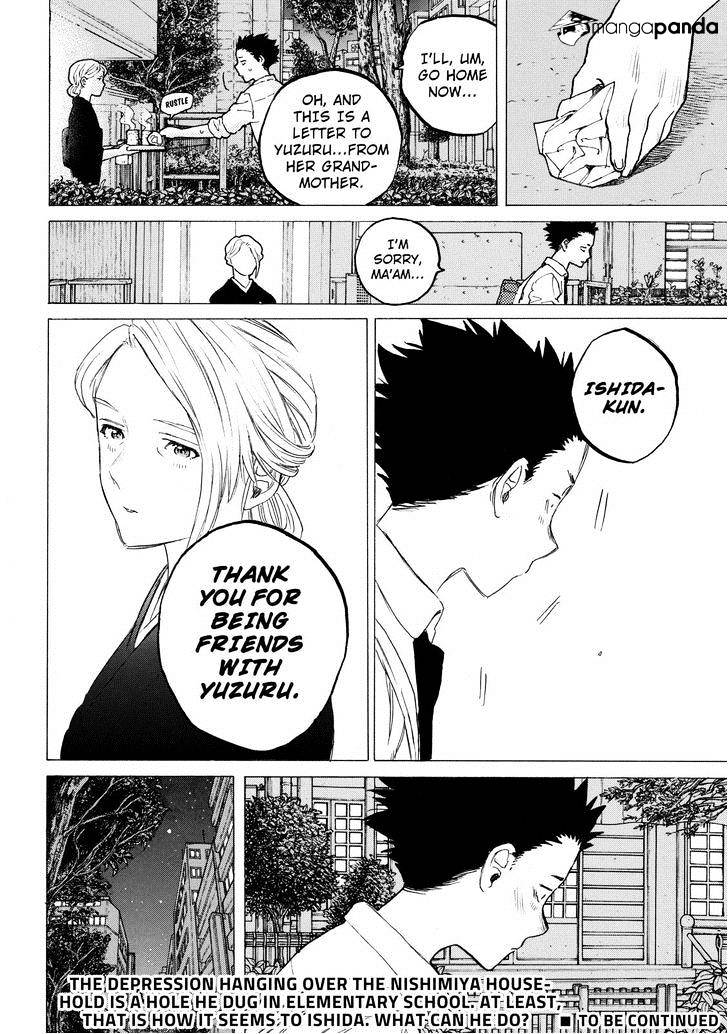 mangapanda
I'LL, UM,
GO HOME
NOW...
OH, AND
THIS IS A
LETTER TO
YUZURU...FROM
HER GRAND-
MOTHER.
RUSTLE
I'M
SORRY,
MA'AM...
ISHIDA-
KUN.
THANK
YOU FOR
BEING
FRIENDS
WITH
YUZURU.
THE DEPRESSION HANGING OVER THE NISHIMIYA HOUSE-
HOLD IS A HOLE HE DUG IN ELEMENTARY SCHOOL. AT LEAST,
THAT IS HOW IT SEEMS TO ISHIDA. WHAT CAN HE DO?
■ TO BE CONTINUED